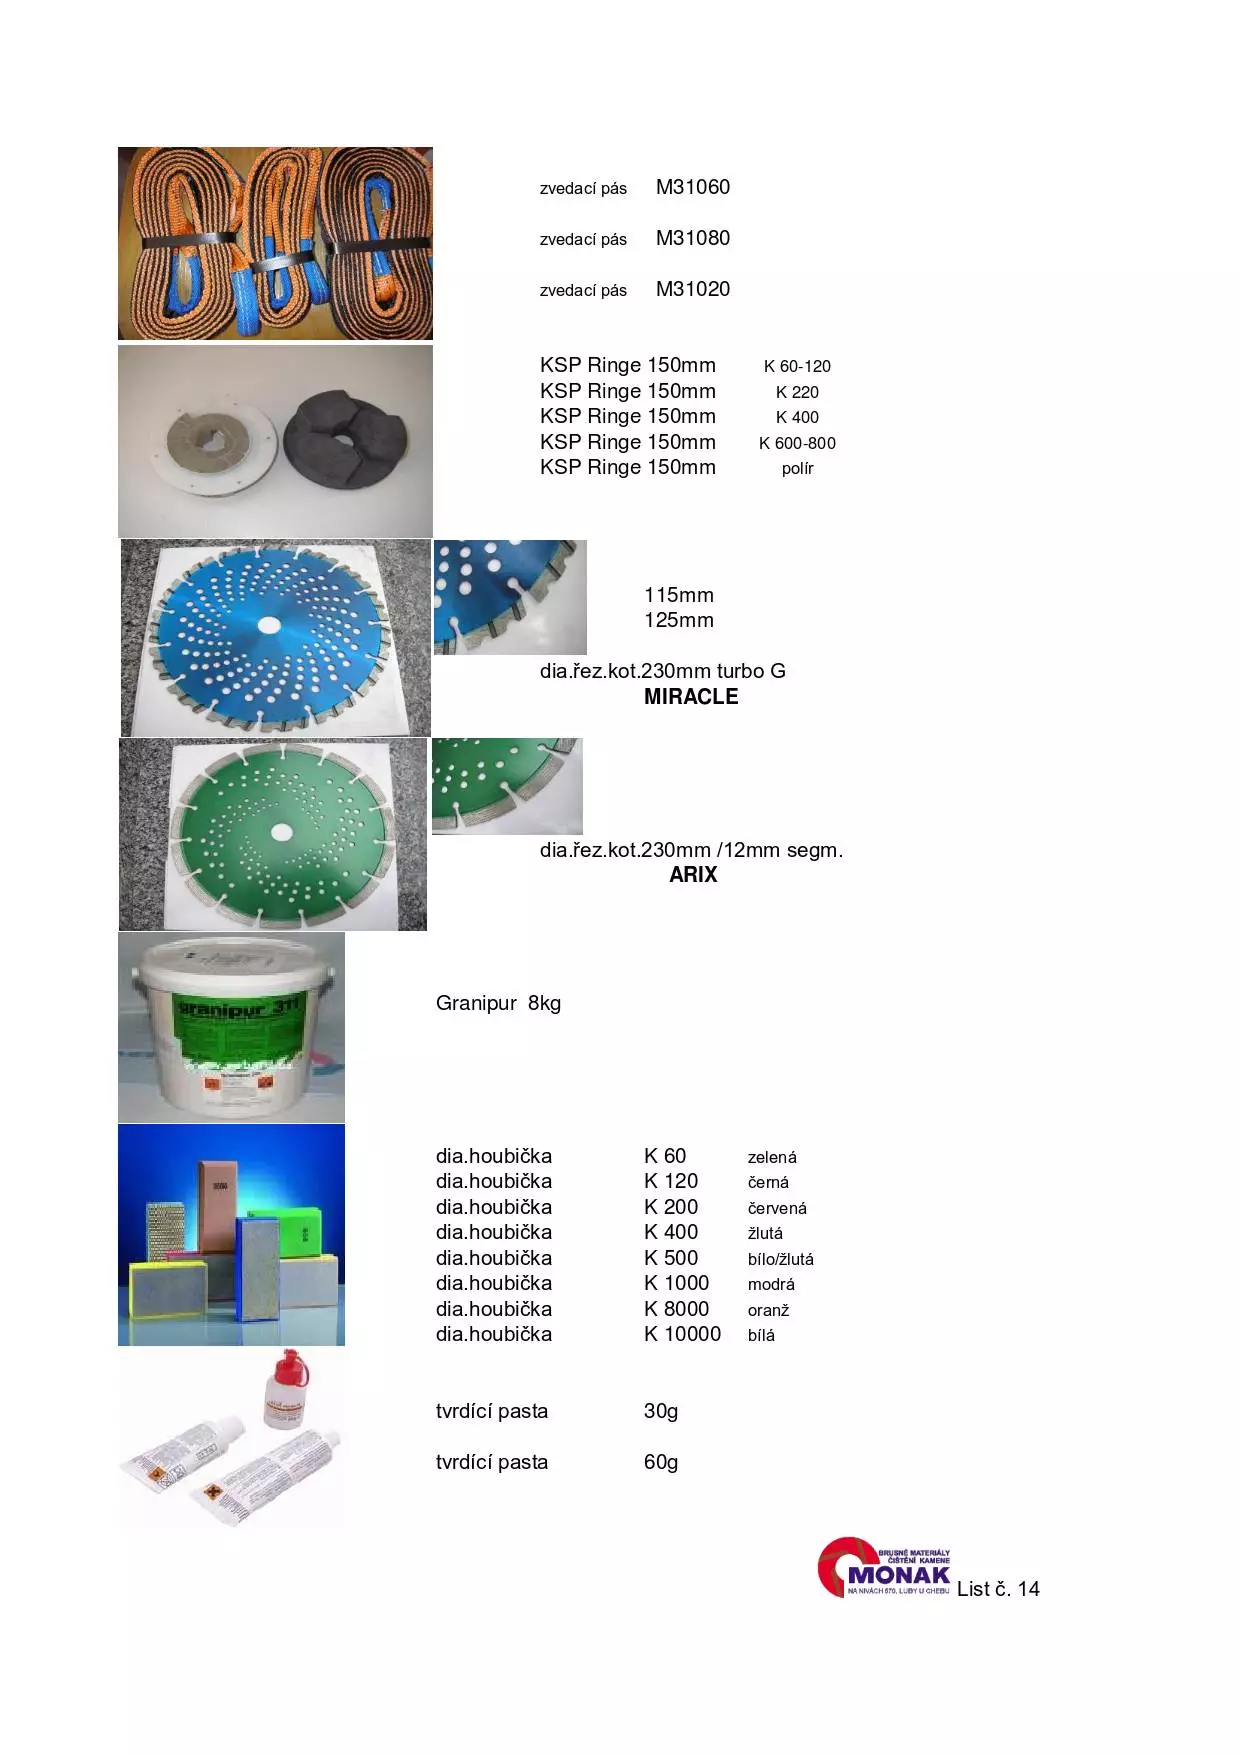 zvedací pás M31060
zvedací pás M31080
zvedací pás M31020
KSP Ringe 150mm K 60-120
KSP Ringe 150mm K 220
KSP Ringe 150mm K 400
KSP Ringe 150mm K 600-800
KSP Ringe 150mm polír
115mm
125mm
dia.řez.kot.230mm turbo G
MIRACLE
dia.řez.kot.230mm /12mm segm.
ARIX
granipur 311
Granipur 8kg
dia.houbička K 60 zelená
dia.houbička K 120 černá
dia.houbička K 200 červená
dia.houbička K 400 žlutá
dia.houbička K 500 bílo/žlutá
dia.houbička K 1000 modrá
dia.houbička K 8000 oranž
dia.houbička K 10000 bílá
tvrdící pasta 30g
tvrdící pasta 60g
BRUSNÉ MATERIÁLY
ČIŠTĚNÍ KAMENE
MONAK
NA NIVÁCH 670, LUBY U CHEBU
List č. 14